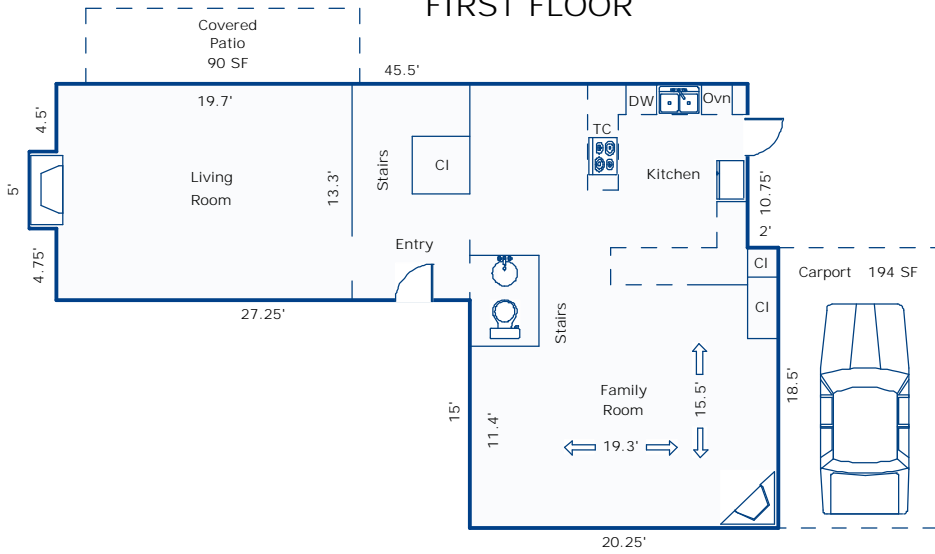 FIRST FLOOR
Covered
Patio
90 SF
45.5'
19.7'
4.5'
DW
Ovn
TC
Stairs
CI
Kitchen
Living
Room
13.3'
5'
10.75'
2'
Entry
4.75'
CI
Carport 194 SF
CI
27.25'
Stairs
Family
Room
15.5'
18.5'
15'
11.4'
19.3'
20.25'